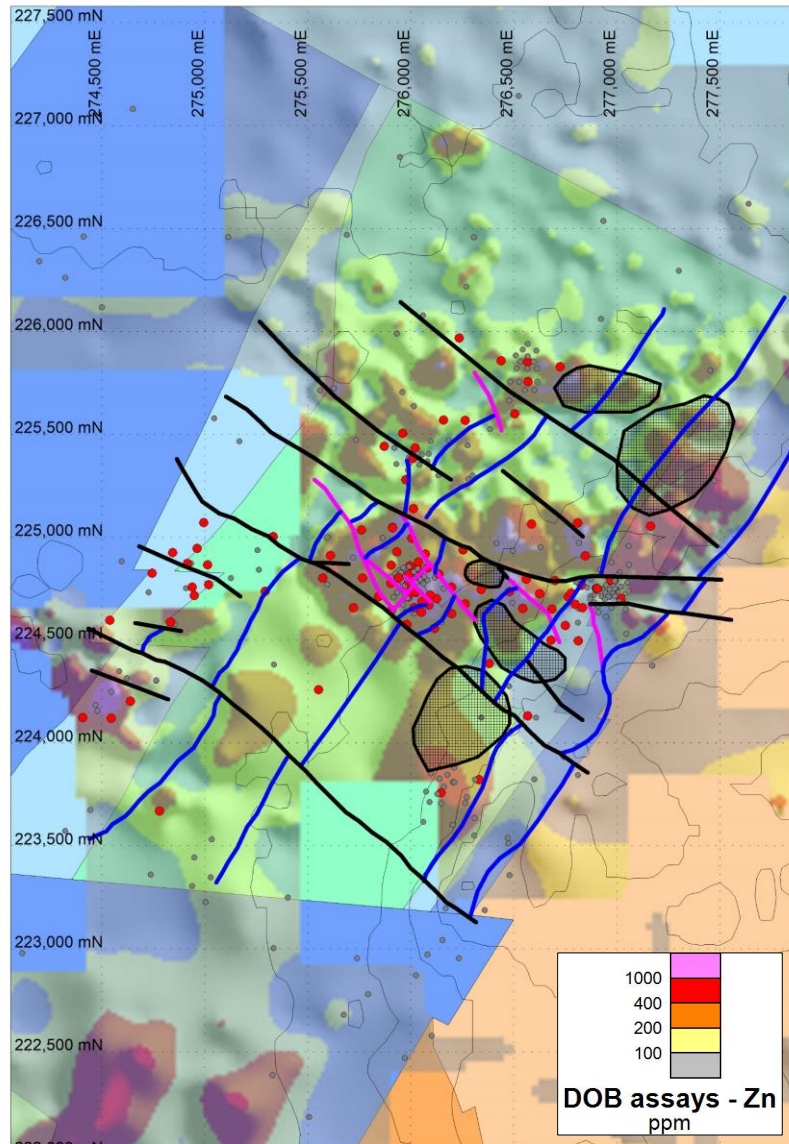 227,500 mN
274,500 mE
275,000 mE
275,500 mE
276,000 mE
276,500 mE
277,000 mE
277,500 mE
227,000 mN
226,500 mN
226,000 mN
225,500 mN
225,000 mN
224,500 mN
224,000 mN
223,500 mN
223,000 mN
222,500 mN
1000
400
200
100
DOB assays - Zn
ppm